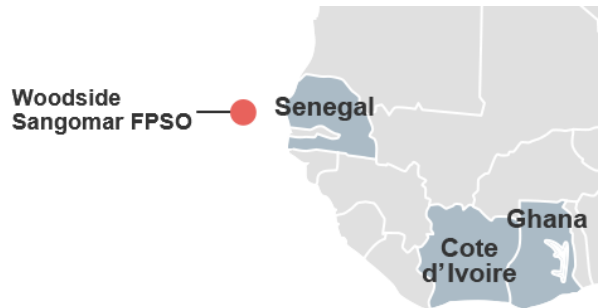 Woodside
Sangomar FPSO
Senegal
Ghana
Cote
d’Ivoire